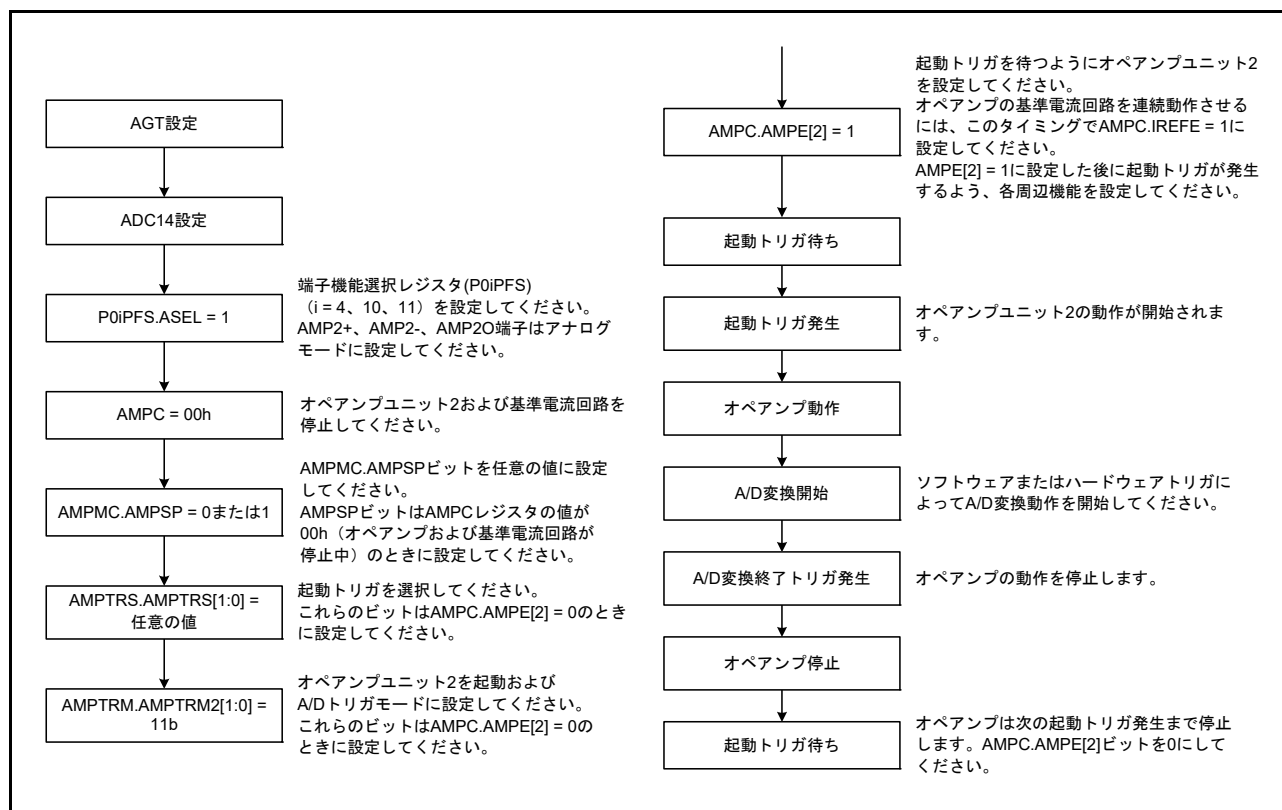 AGT設定
ADC14設定
P0iPFS.ASEL = 1
端子機能選択レジスタ(P0iPFS)
（i = 4、10、11）を設定してください。
AMP2+、AMP2-、AMP2O端子はアナログ
モードに設定してください。
AMPC = 00h
オペアンプユニット2および基準電流回路を
停止してください。
AMPMC.AMPSP = 0または1
AMPMC.AMPSPビットを任意の値に設定
してください。
AMPSPビットはAMPCレジスタの値が
00h（オペアンプおよび基準電流回路が
停止中）のときに設定してください。
AMPTRS.AMPTRS[1:0] =
任意の値
起動トリガを選択してください。
これらのビットはAMPC.AMPE[2] = 0のとき
に設定してください。
AMPTRM.AMPTRM2[1:0] =
11b
オペアンプユニット2を起動および
A/Dトリガモードに設定してください。
これらのビットはAMPC.AMPE[2] = 0の
ときに設定してください。
AMPC.AMPE[2] = 1
起動トリガを待つようにオペアンプユニット2
を設定してください。
オペアンプの基準電流回路を連続動作させる
には、このタイミングでAMPC.IREFE = 1に
設定してください。
AMPE[2] = 1に設定した後に起動トリガが発生
するよう、各周辺機能を設定してください。
起動トリガ待ち
起動トリガ発生
オペアンプユニット2の動作が開始されま
す。
オペアンプ動作
A/D変換開始
ソフトウェアまたはハードウェアトリガに
よってA/D変換動作を開始してください。
A/D変換終了トリガ発生
オペアンプの動作を停止します。
オペアンプ停止
起動トリガ待ち
オペアンプは次の起動トリガ発生まで停止
します。AMPC.AMPE[2]ビットを0にして
ください。